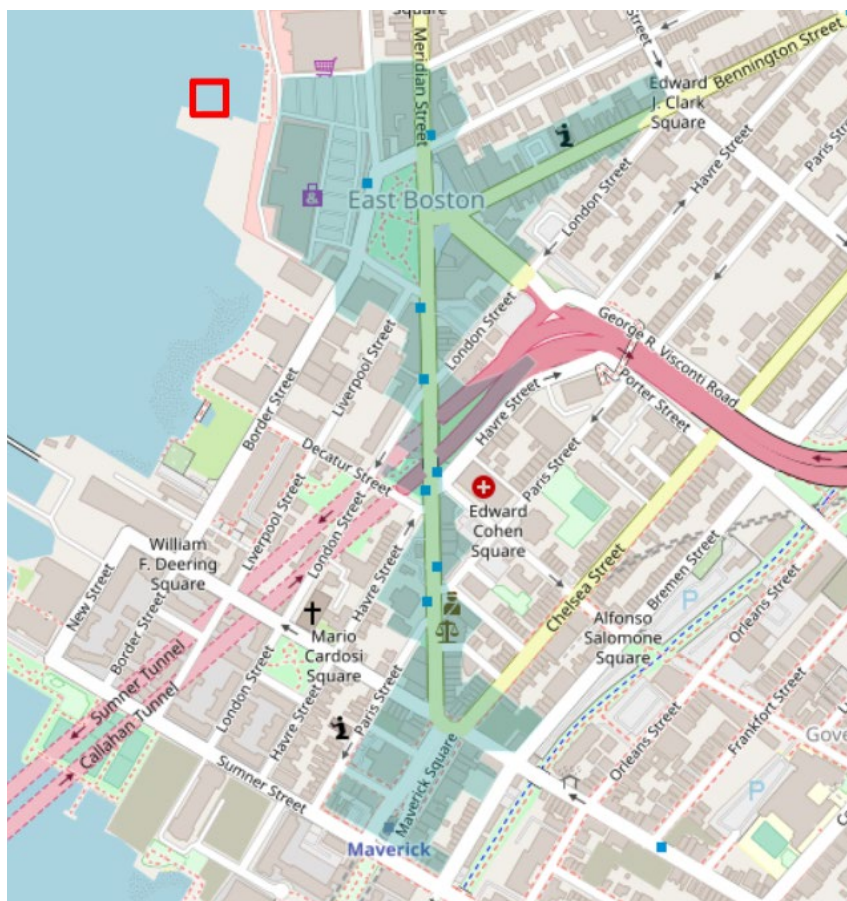 Square
Meridian Street
Street
Bennington Street
Edward
J. Clark
Square
Havre Street
Paris Street
London Street
East Boston
London Street
George R. Visconti Road
Liverpool Street
Border Street
Havre Street
Porter Street
Decatur Street
Paris Street
Edward
Cohen
Square
Liverpool Street
London Street
William
F. Deering
Square
Chelsea Street
Bremen Street
P
Orleans Street
New Street
Border Street
Havre Street
Mario
Cardosi
Square
Alfonso
Salomone
Square
Sumner Tunnel
Callahan Tunnel
London Street
Havre Street
Paris Street
Frankfort Street
Gove
Orleans Street
Sumner Street
Maverick Square
P
Maverick